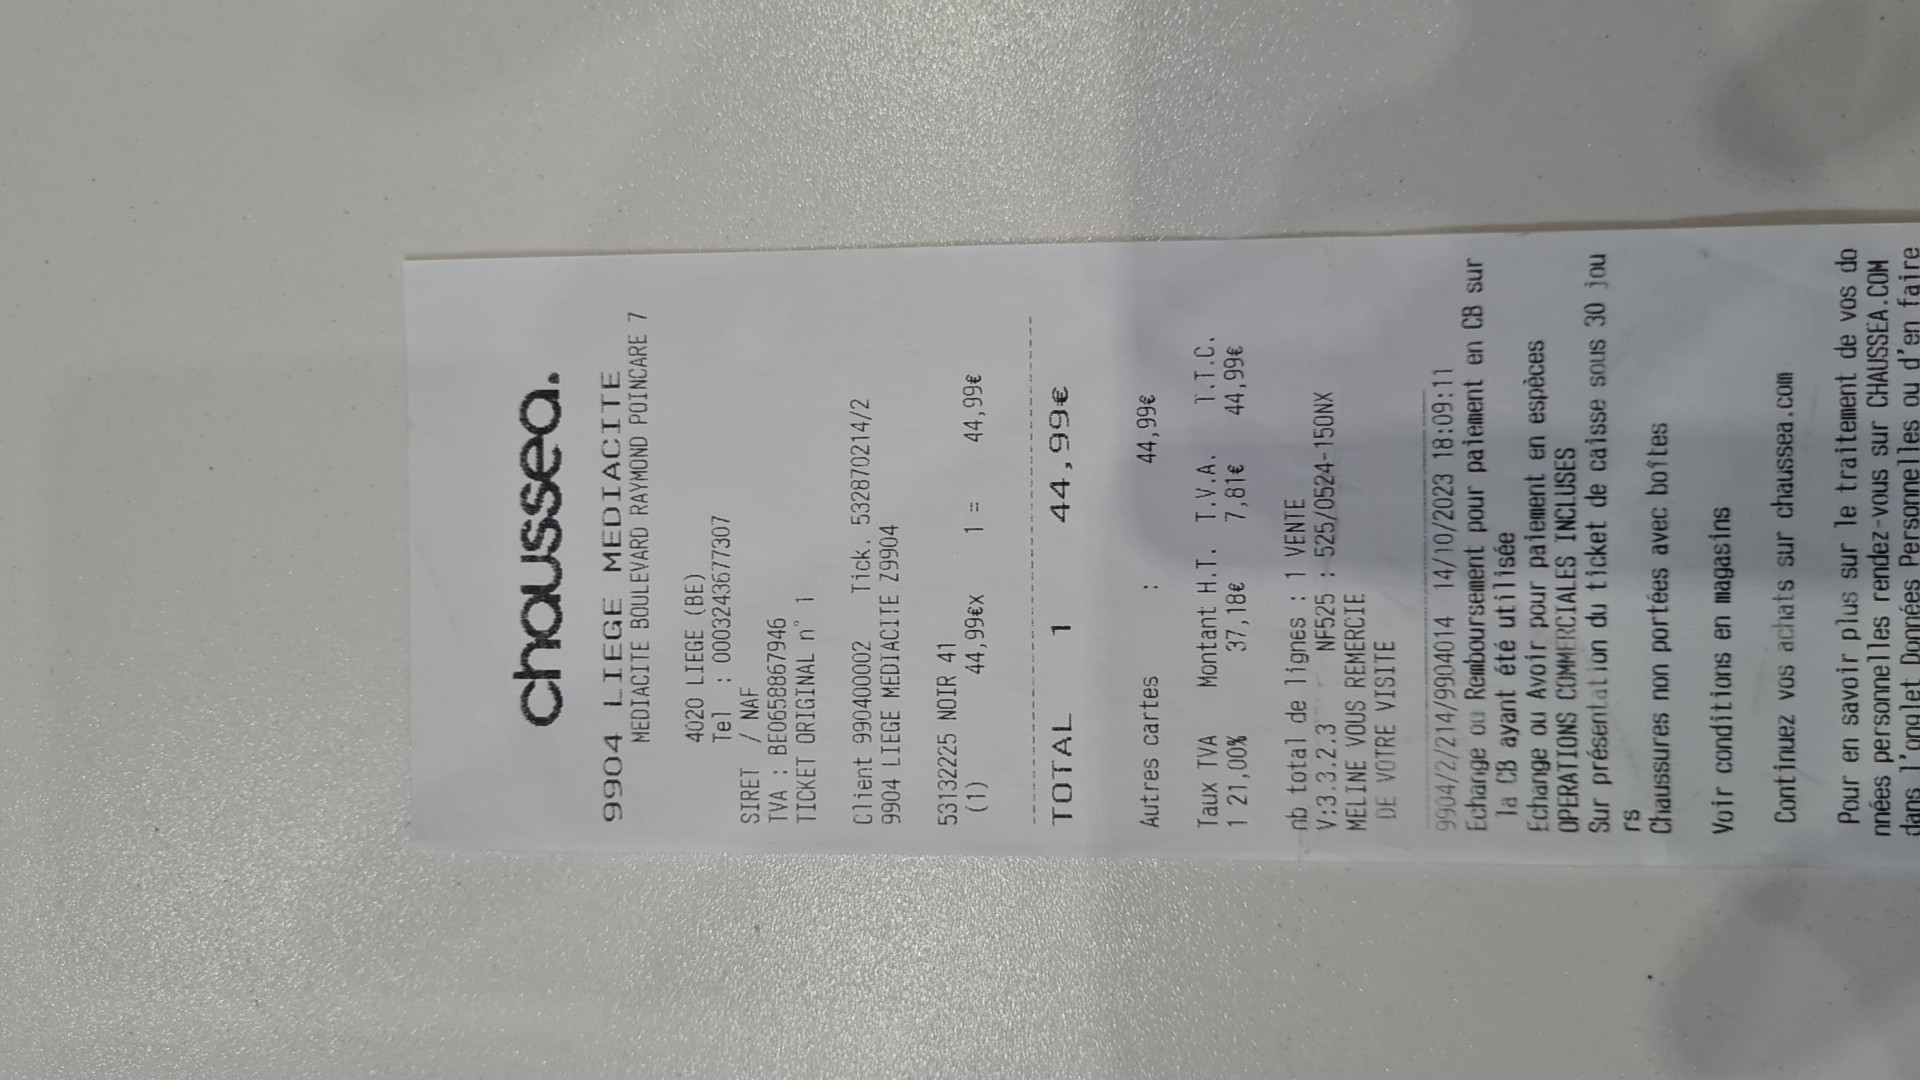 chaussea.
9904 LIEGE MEDIACITE
MEDIACITE BOULEVARD RAYMOND POINCARE 7
4020 LIEGE (BE)
Tel : 0003243677307
SIRET / NAF
TVA : BE0658867946
TICKET ORIGINAL n° 1
Client 990400002 Tick. 532870214/2
9904 LIEGE MEDIACITE Z9904
53132225 NOIR 41
(1) 44,99€x 1 = 44,99€
TOTAL 1 44,99€
Autres cartes : 44,99€
Taux TVA Montant H.T. T.V.A. T.T.C.
1 21,00% 37,18€ 7,81€ 44,99€
nb total de lignes : 1 VENTE
V:3.3.2.3 NF525 : 525/0524-150NX
MELINE VOUS REMERCIE
DE VOTRE VISITE
9904/2/214/9904014 14/10/2023 18:09:11
Echange ou Remboursement pour paiement en CB sur
la CB ayant été utilisée
Echange ou Avoir pour paiement en espèces
OPERATIONS COMMERCIALES INCLUSES
Sur présentation du ticket de caisse sous 30 jou
rs
Chaussures non portées avec boîtes
Voir conditions en magasins
Continuez vos achats sur chaussea.com
Pour en savoir plus sur le traitement de vos do
nnées personnelles rendez-vous sur CHAUSSEA.COM
dans l'onglet Données Personnelles ou d'en faire